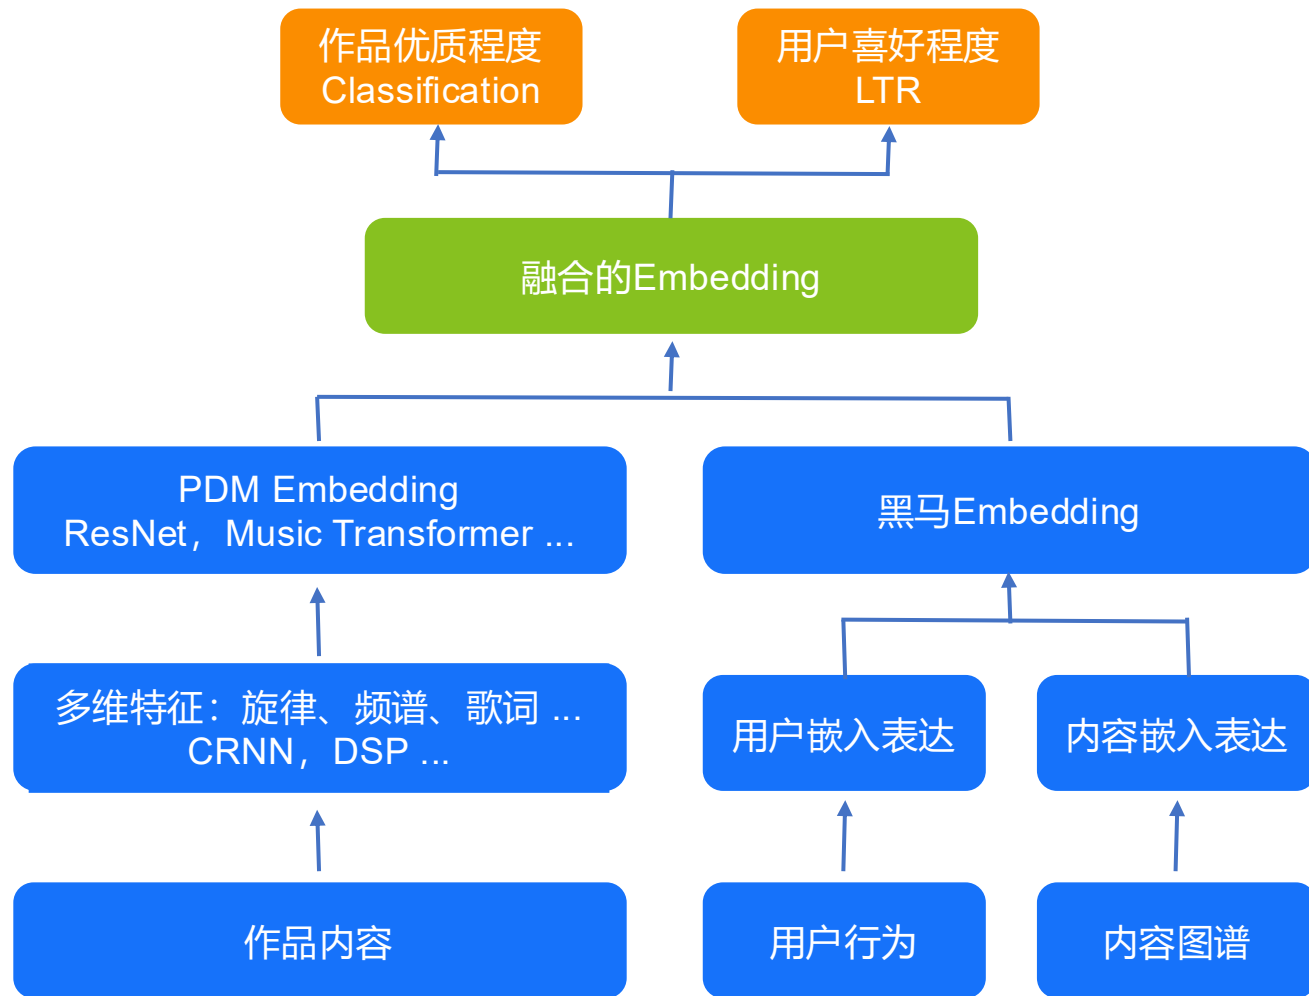 作品优质程度
Classification
用户喜好程度
LTR
融合的Embedding
PDM Embedding
ResNet，Music Transformer ...
黑马Embedding
多维特征：旋律、频谱、歌词 ...
CRNN，DSP ...
用户嵌入表达
内容嵌入表达
作品内容
用户行为
内容图谱